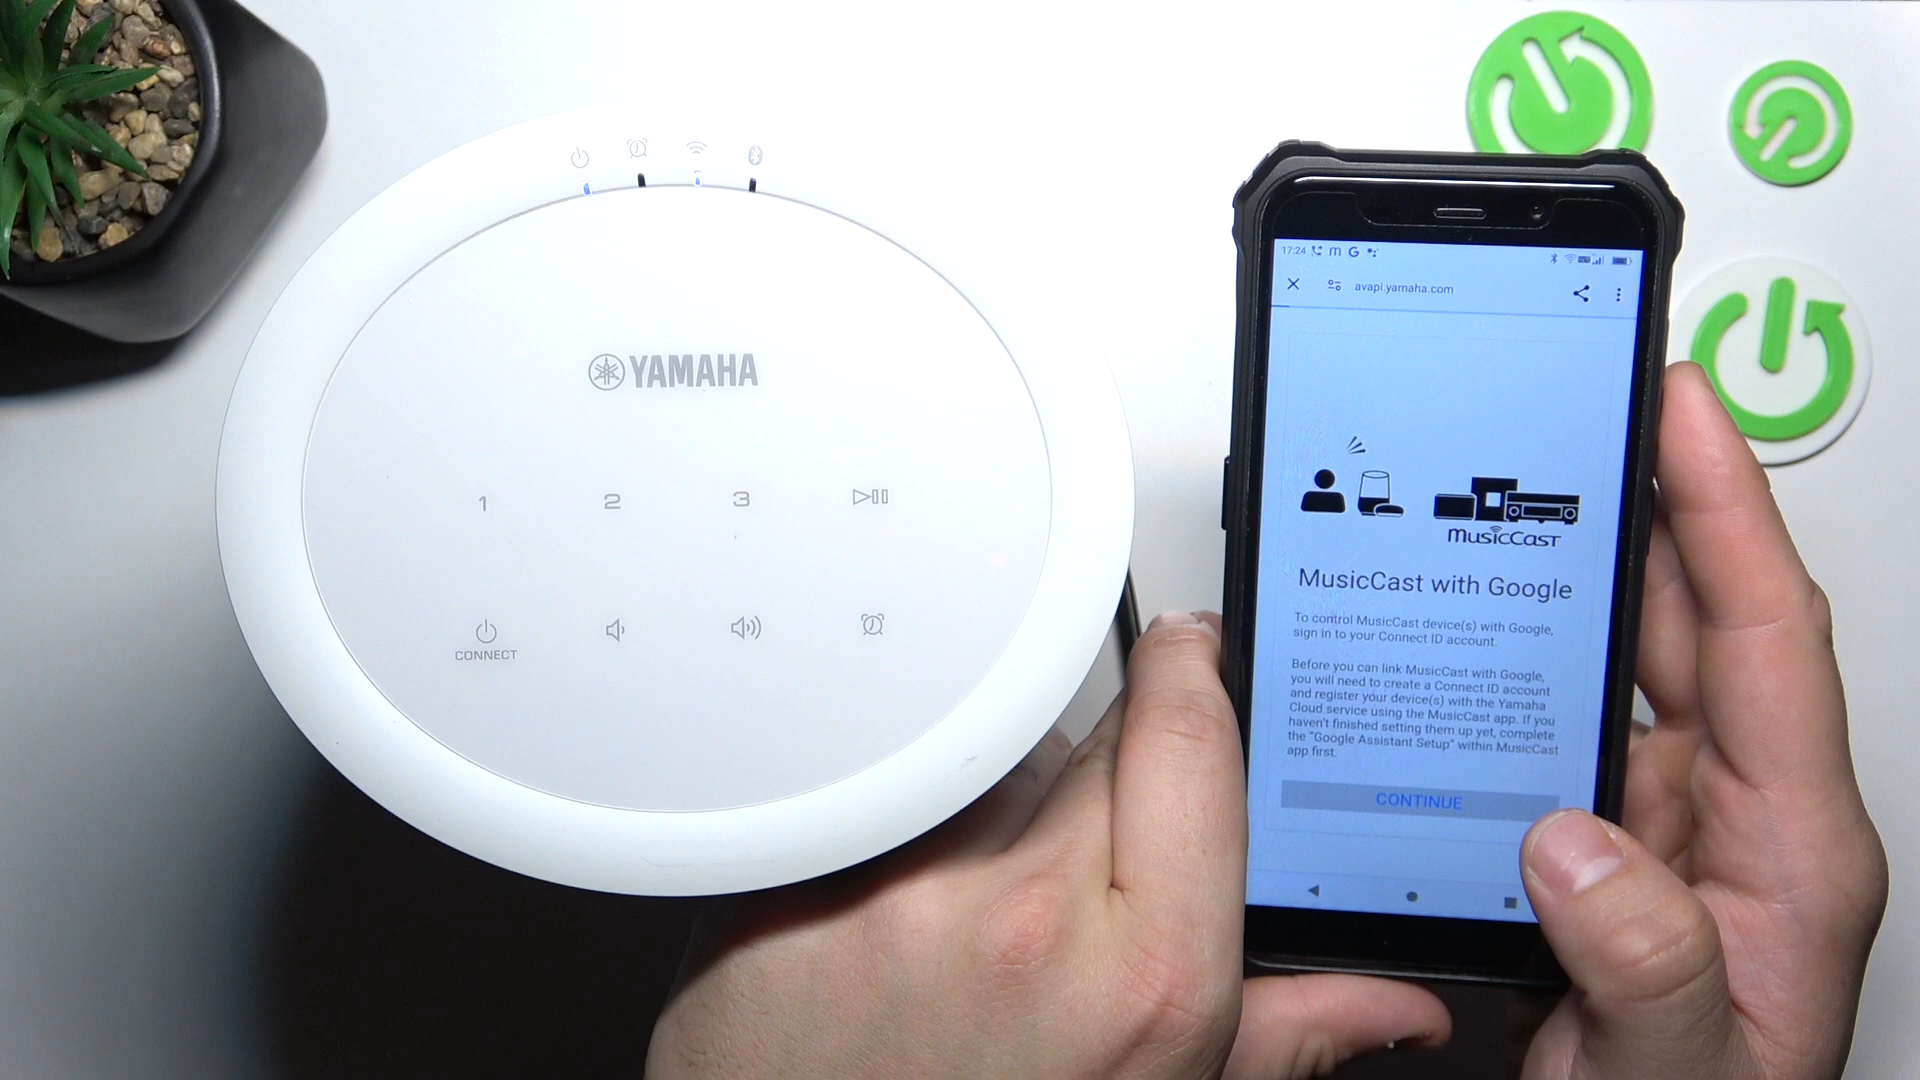 YAMAHA
1
2
3
CONNECT
17:24
avapi.yamaha.com
MusicCast
MusicCast with Google
To control MusicCast device(s) with Google,
sign in to your Connect ID account.
Before you can link MusicCast with Google,
you will need to create a Connect ID account
and register your device(s) with the Yamaha
Cloud service using the MusicCast app. If you
haven't finished setting them up yet, complete
the "Google Assistant Setup" within MusicCast
app first.
CONTINUE